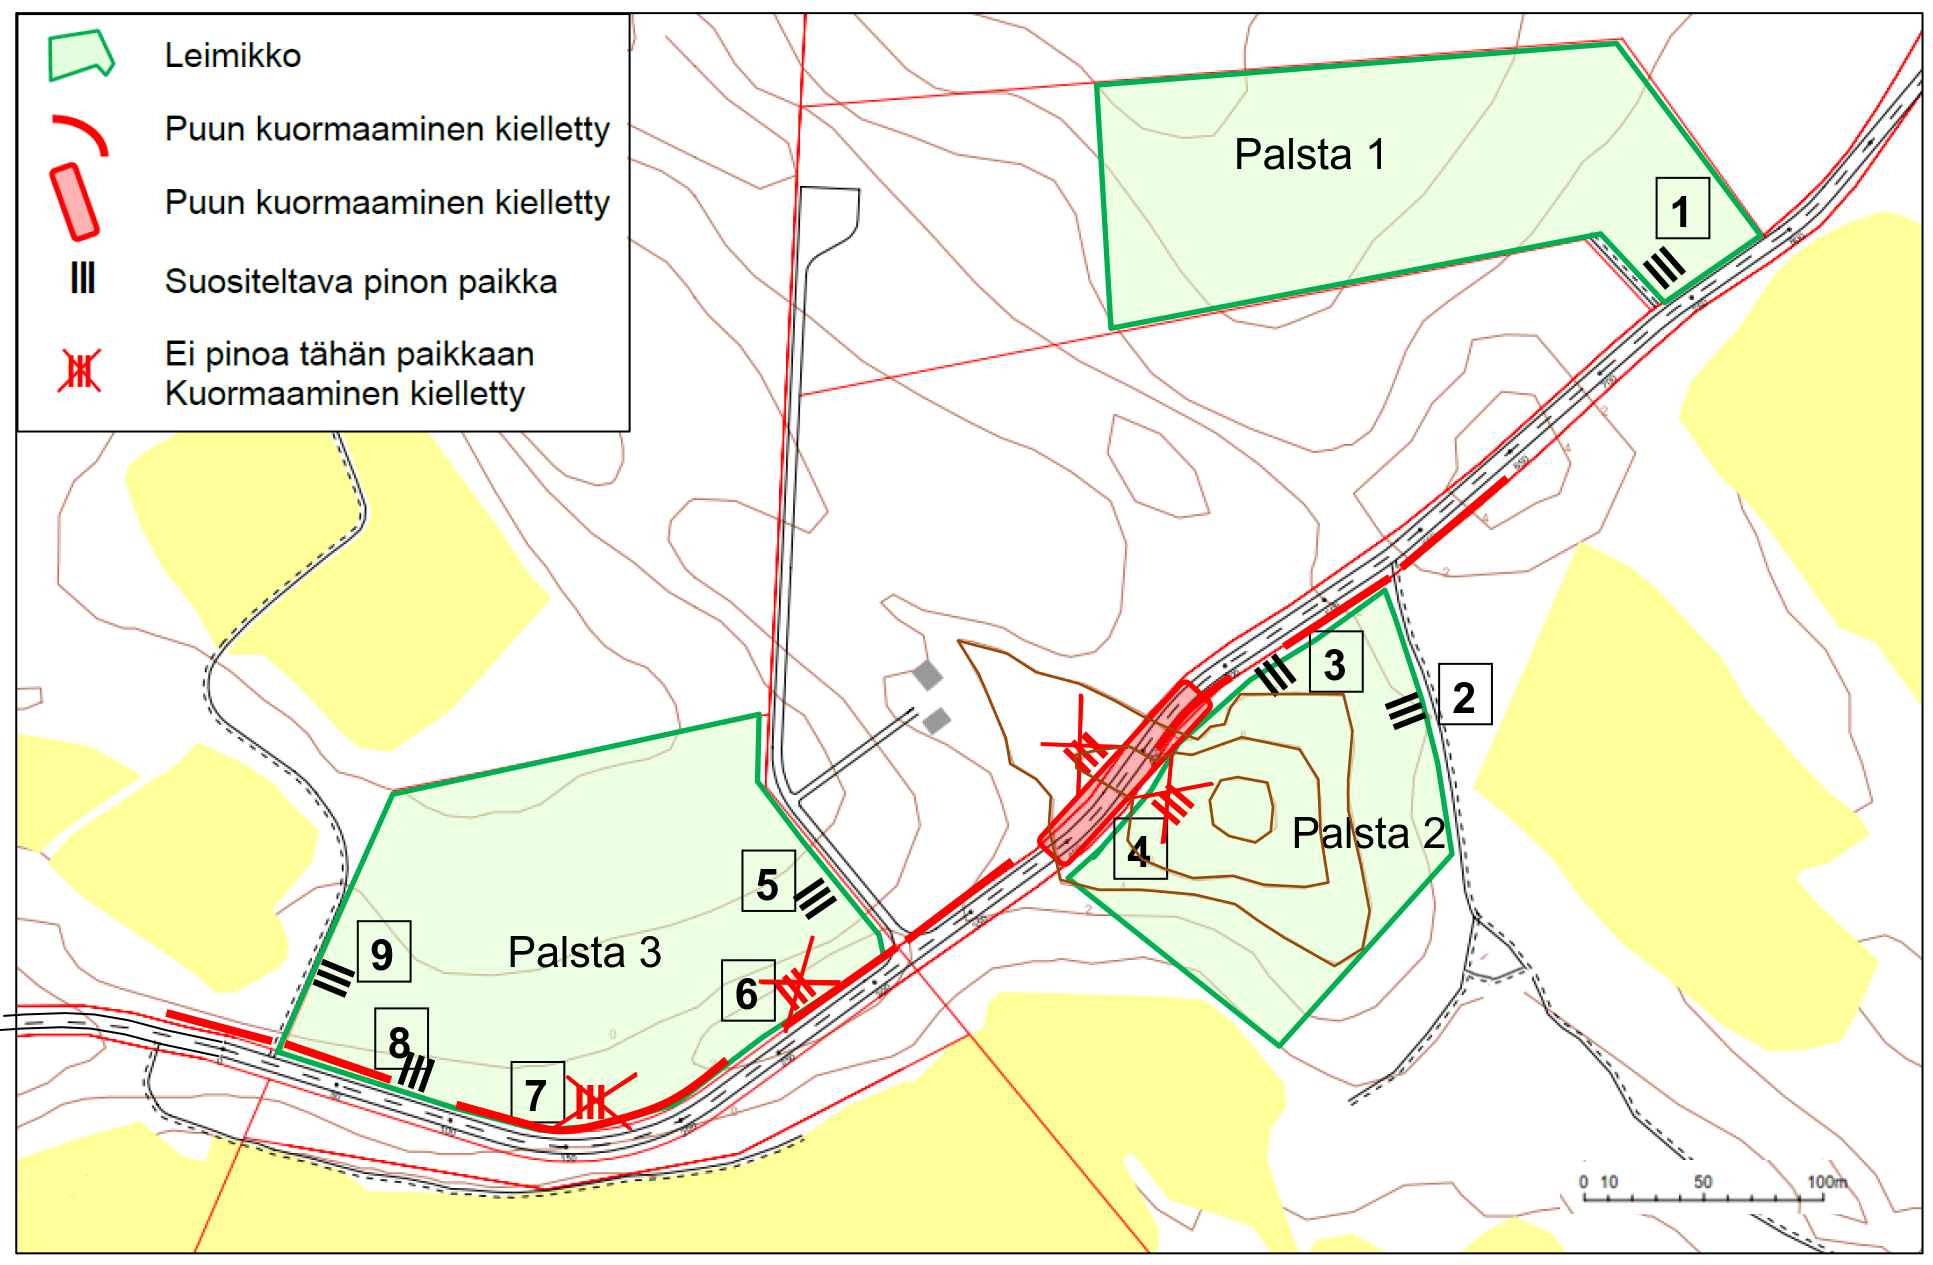 Leimikko
Puun kuormaaminen kielletty
Puun kuormaaminen kielletty
Suositeltava pinon paikka
Ei pinoa tähän paikkaan
Kuormaaminen kielletty
Palsta 1
1
3
2
4
Palsta 2
5
Palsta 3
6
9
8
7
0 10 50 100m